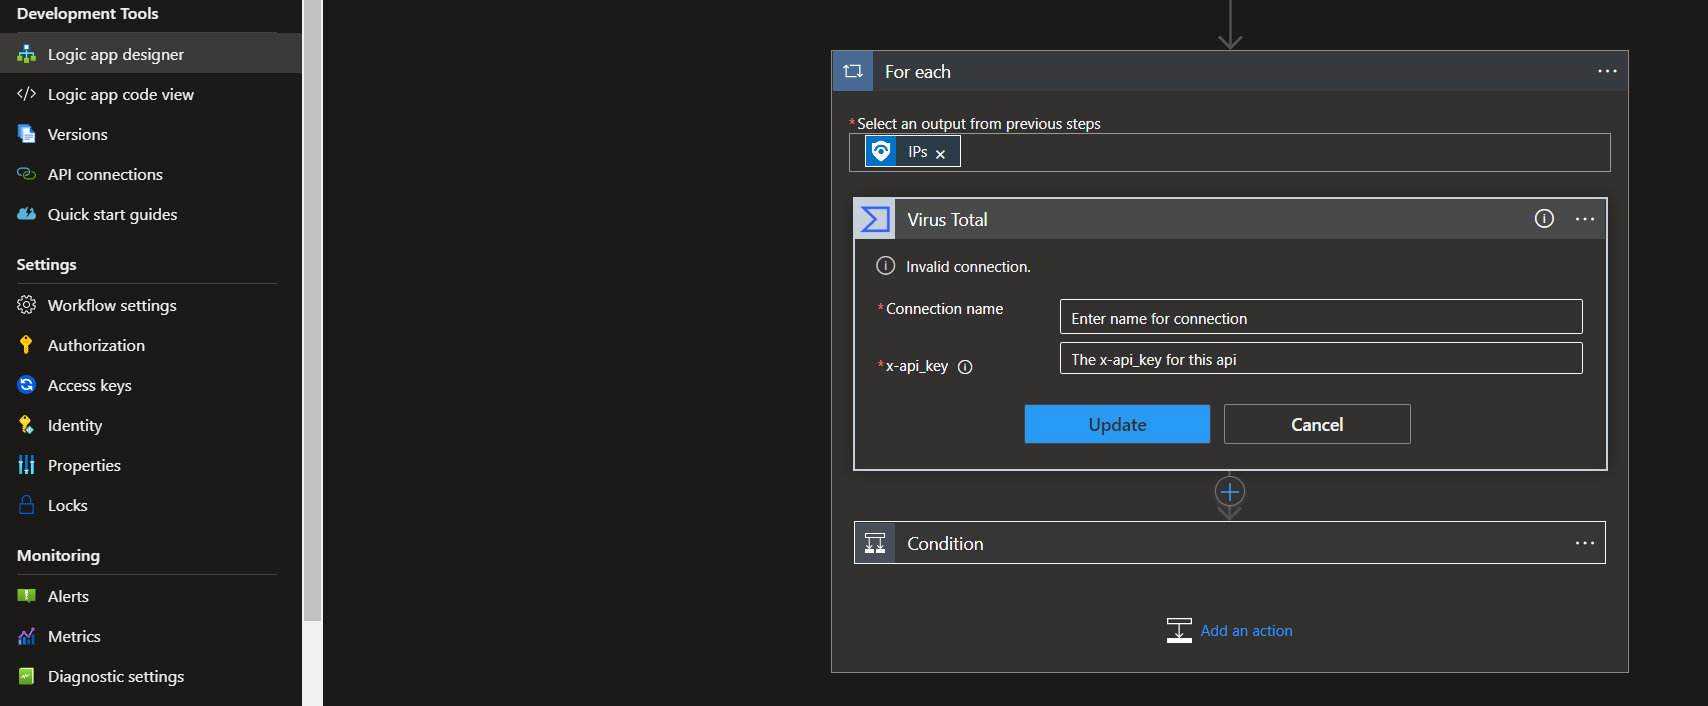 Development Tools
Logic app designer
Logic app code view
Versions
API connections
Quick start guides
Settings
Workflow settings
Authorization
Access keys
Identity
Properties
Locks
Monitoring
Alerts
Metrics
Diagnostic settings
For each
*Select an output from previous steps
IPs
Virus Total
Invalid connection.
*Connection name
Enter name for connection
*x-api_key
The x-api_key for this api
Update Cancel
Condition
Add an action